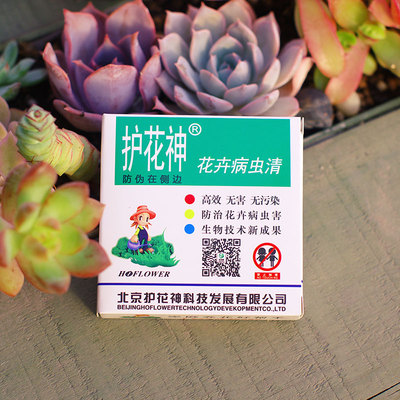 护花神®
花卉病虫清
防伪在侧边
高效 无害 无污染
防治花卉病虫害
生物技术新成果
HOFLOWER
北京护花神科技发展有限公司
BEIJINGHOFLOWERTECHNOLOGYDEVEKOPMENTCO.,LTD